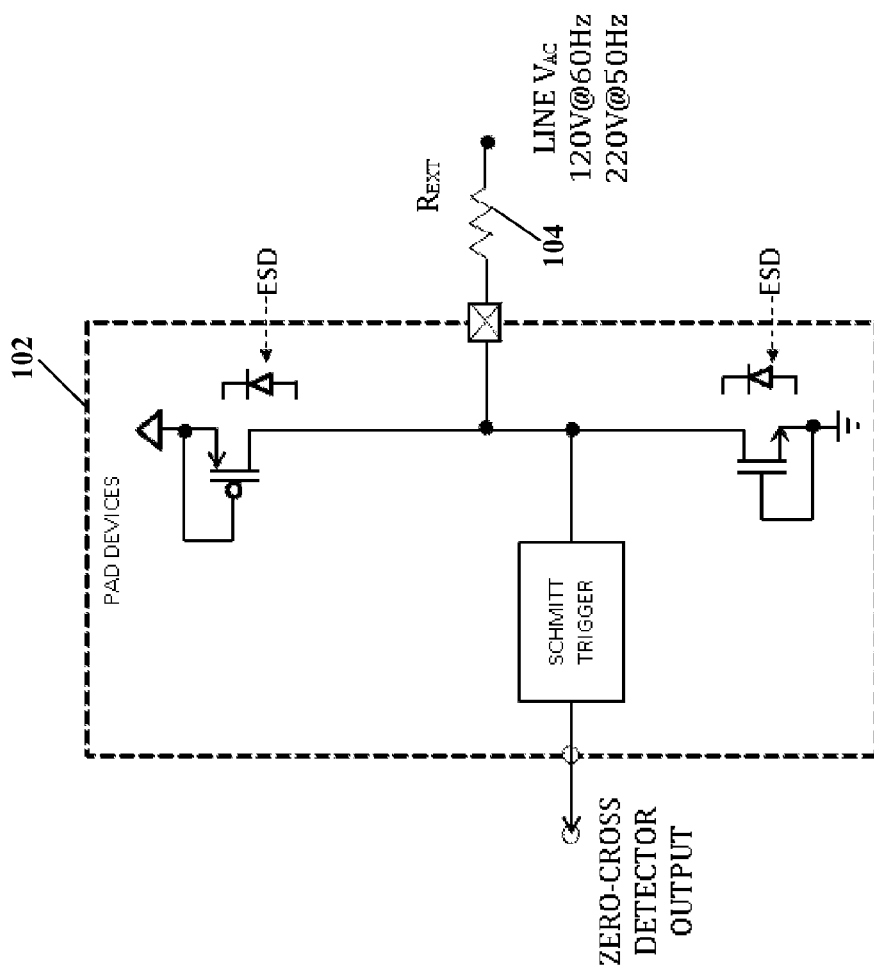 102
PAD DEVICES
ESD
REXT
104
LINE VAC
120V@60Hz
220V@50Hz
SCHMITT
TRIGGER
ESD
ZERO-CROSS
DETECTOR
OUTPUT